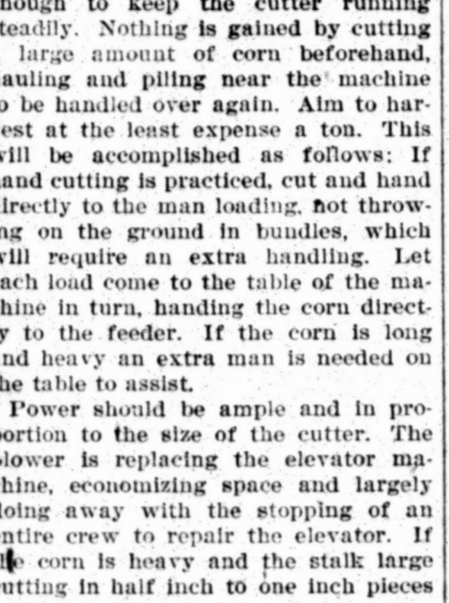 nough to keep the cutter running
teadily. Nothing is gained by cutting
large amount of corn beforehand,
auling and piling near the machine
o be handled over again. Aim to har-
est at the least expense a ton. This
vill be accomplished as follows: If
and cutting is practiced, cut and hand
irectly to the man loading, not throw-
ng on the ground in bundles, which
vill require an extra handling. Let
ach load come to the table of the ma-
hine in turn, handing the corn direct-
y to the feeder. If the corn is long
nd heavy an extra man is needed on
he table to assist.
Power should be ample and in pro-
ortion to the size of the cutter. The
lower is replacing the elevator ma-
hine, economizing space and largely
oing away with the stopping of an
ntire crew to repair the elevator. If
e corn is heavy and the stalk large
utting in half inch to one inch pieces